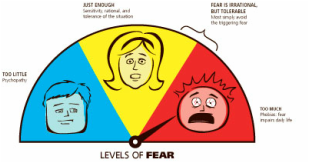 JUST ENOUGH
Sensitivity, rational, and
tolerance of the situation
FEAR IS IRRATIONAL,
BUT TOLERABLE
Most simply avoid
the triggering fear
TOO LITTLE
Psychopathy
TOO MUCH
Phobias: Fear
impairs daily life
LEVELS OF FEAR